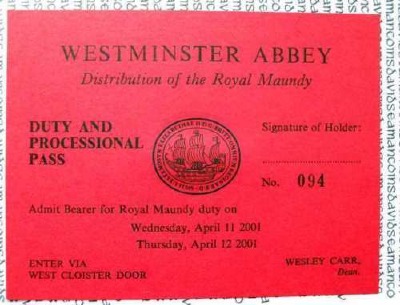 WESTMINSTER ABBEY
Distribution of the Royal Maundy
DUTY AND
PROCESSIONAL
PASS
Signature of Holder:
No. 094
Admit Bearer for Royal Maundy duty on
Wednesday, April 11 2001
Thursday, April 12 2001
ENTER VIA
WEST CLOISTER DOOR
WESLEY CARR,
Dean.